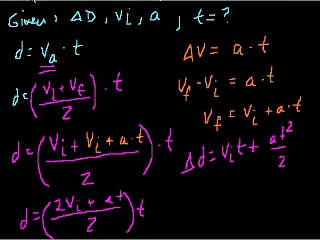 Given: ΔD, Vi, a, t=?
d = Va · t
d = (Vi + Vf / 2) · t
d = (Vi + Vi + a·t / 2) · t
d = (2Vi + at / 2) t
ΔV = a · t
Vf - Vi = a · t
Vf = Vi + a·t
Δd = Vit + at² / 2